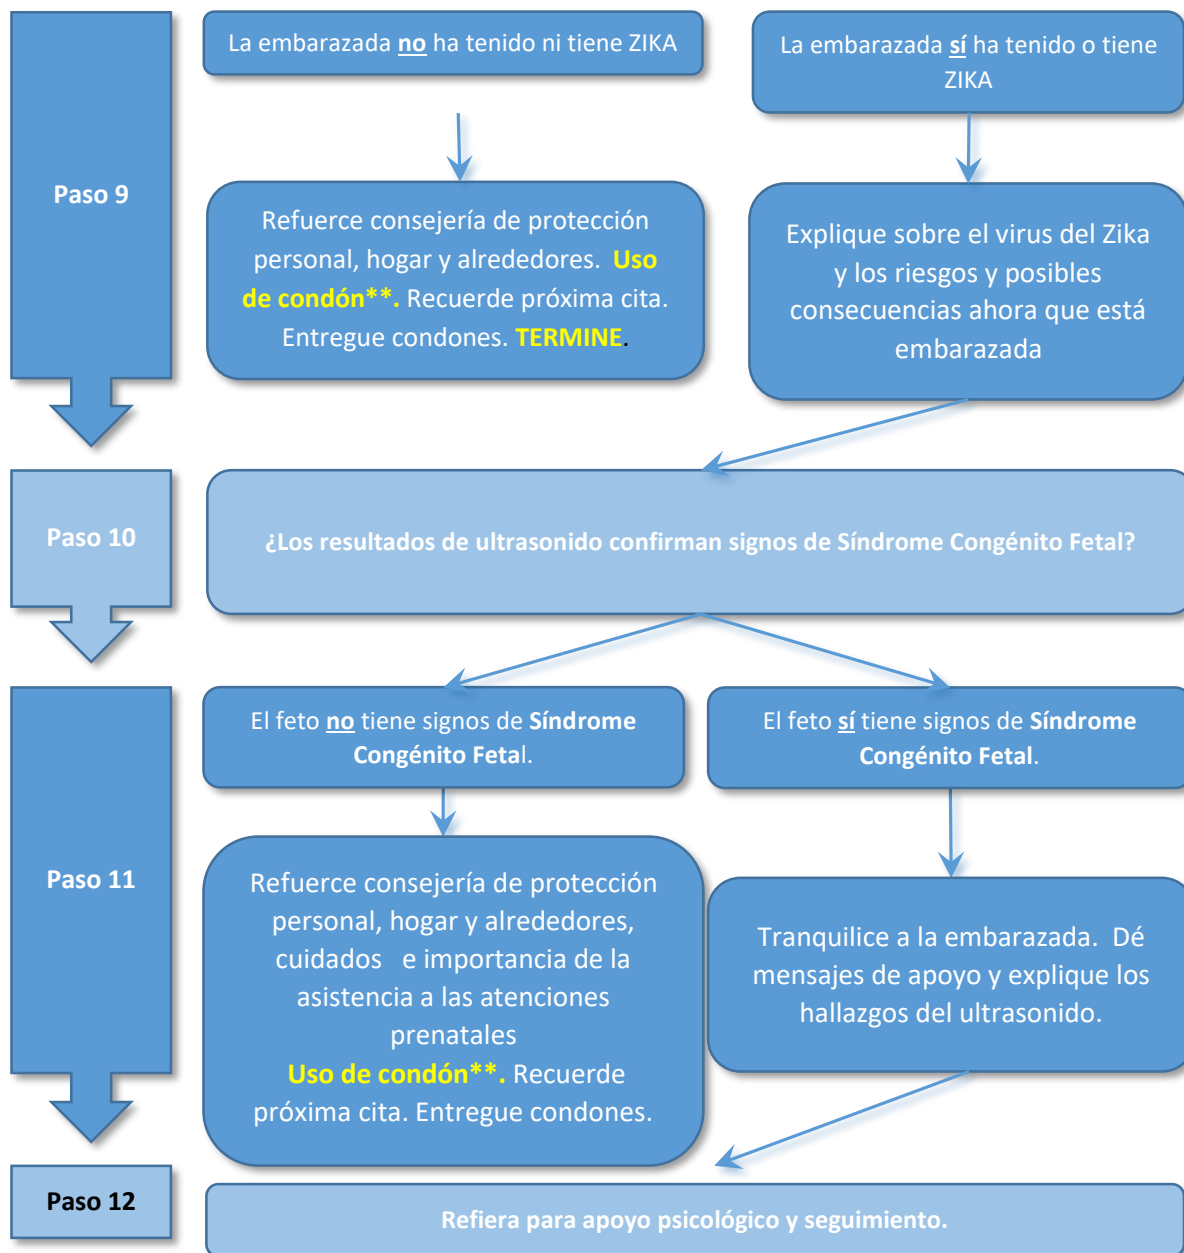 Paso 9
La embarazada no ha tenido ni tiene ZIKA
La embarazada sí ha tenido o tiene
ZIKA
Refuerce consejería de protección
personal, hogar y alrededores. Uso
de condón**. Recuerde próxima cita.
Entregue condones. TERMINE.
Explique sobre el virus del Zika
y los riesgos y posibles
consecuencias ahora que está
embarazada
Paso 10
¿Los resultados de ultrasonido confirman signos de Síndrome Congénito Fetal?
Paso 11
El feto no tiene signos de Síndrome
Congénito Fetal.
El feto sí tiene signos de Síndrome
Congénito Fetal.
Refuerce consejería de protección
personal, hogar y alrededores,
cuidados e importancia de la
asistencia a las atenciones
prenatales
Uso de condón**. Recuerde
próxima cita. Entregue condones.
Tranquilice a la embarazada. Dé
mensajes de apoyo y explique los
hallazgos del ultrasonido.
Paso 12
Refiera para apoyo psicológico y seguimiento.